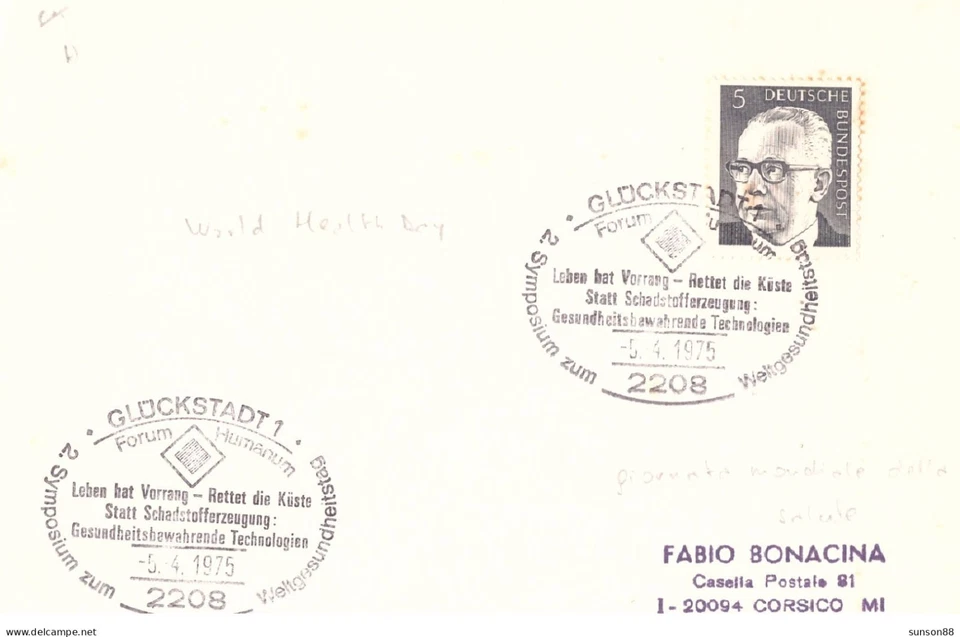 5 DEUTSCHE
BUNDESPOST
World Health Day
GLÜCKSTADT 1
Forum Humanum
2. Symposium zum Weltgesundheitstag
Leben hat Vorrang – Rettet die Küste
Statt Schadstofferzeugung:
Gesundheitsbewahrende Technologien
-5. 4. 1975
2208
GLÜCKSTADT 1
Forum Humanum
2. Symposium zum Weltgesundheitstag
Leben hat Vorrang – Rettet die Küste
Statt Schadstofferzeugung:
Gesundheitsbewahrende Technologien
-5. 4. 1975
2208
giornata mondiale della
salute
FABIO BONACINA
Casella Postale 81
I - 20094 CORSICO MI
delcampe.net
sunson88